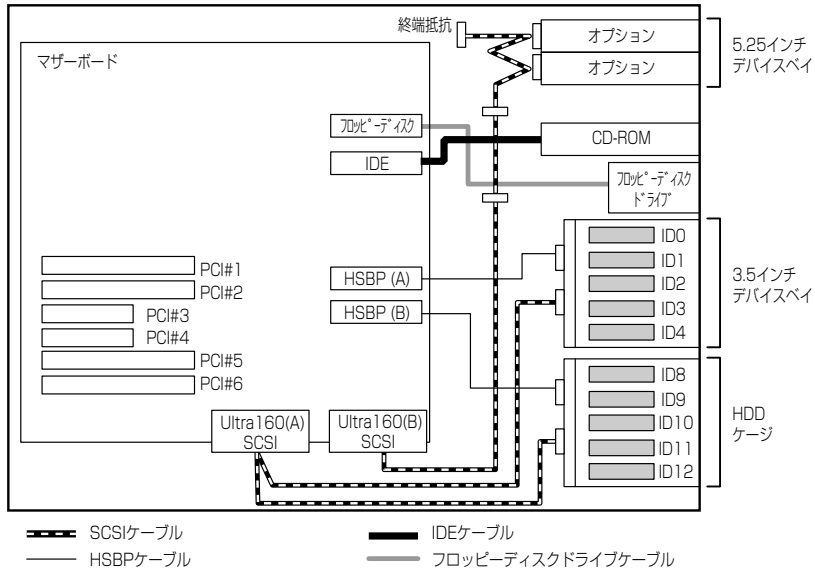 終端抵抗
オプション
オプション
5.25インチ
デバイスベイ
マザーボード
フロッピーディスク
IDE
CD-ROM
フロッピーディスク
ドライブ
PCI#1
PCI#2
PCI#3
PCI#4
PCI#5
PCI#6
HSBP (A)
HSBP (B)
ID0
ID1
ID2
ID3
ID4
3.5インチ
デバイスベイ
ID8
ID9
ID10
ID11
ID12
HDD
ケージ
Ultra160(A)
SCSI
Ultra160(B)
SCSI
SCSIケーブル
IDEケーブル
HSBPケーブル
フロッピーディスクドライブケーブル